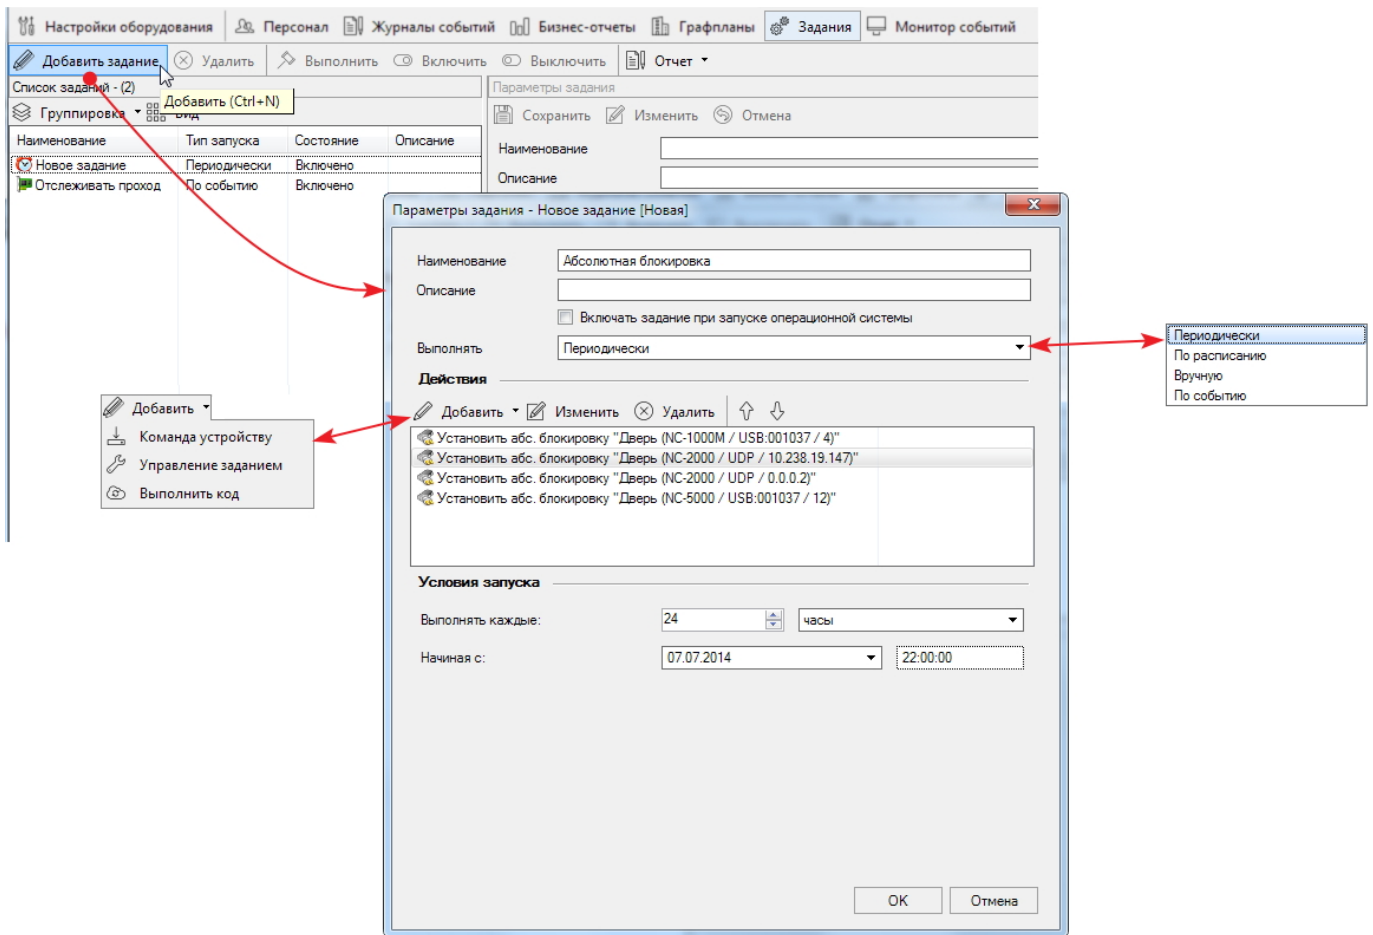 Настройки оборудования Персонал Журналы событий Бизнес-отчеты Графпланы Задания Монитор событий
Добавить задание Удалить Выполнить Включить Выключить Отчет
Список заданий - (2) Параметры задания
Добавить (Ctrl+N)
Группировка Вид Сохранить Изменить Отмена
Наименование Тип запуска Состояние Описание
Наименование
Новое задание Периодически Включено
Описание
Отслеживать проход По событию Включено
Параметры задания - Новое задание [Новая]
Наименование Абсолютная блокировка
Описание
Включать задание при запуске операционной системы
Выполнять Периодически
Периодически
По расписанию
Вручную
По событию
Действия
Добавить Изменить Удалить
Добавить
Команда устройству
Управление заданием
Выполнить код
Установить абс. блокировку "Дверь (NC-1000M / USB:001037 / 4)"
Установить абс. блокировку "Дверь (NC-2000 / UDP / 10.238.19.147)"
Установить абс. блокировку "Дверь (NC-2000 / UDP / 0.0.0.2)"
Установить абс. блокировку "Дверь (NC-5000 / USB:001037 / 12)"
Условия запуска
Выполнять каждые: 24 часы
Начиная с: 07.07.2014 22:00:00
OK Отмена